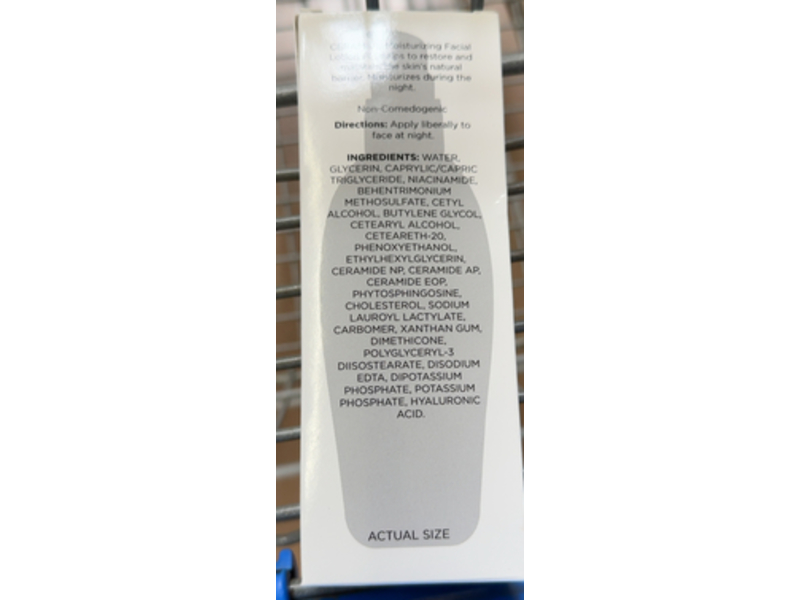 Moisturizing Facial
to restore and
the skin's natural
Moisturizes during the
night.
Non-Comedogenic
Directions: Apply liberally to
face at night.
INGREDIENTS: WATER,
GLYCERIN, CAPRYLIC/CAPRIC
TRIGLYCERIDE, NIACINAMIDE,
BEHENTRIMONIUM
METHOSULFATE, CETYL
ALCOHOL, BUTYLENE GLYCOL,
CETEARYL ALCOHOL,
CETEARETH-20,
PHENOXYETHANOL,
ETHYLHEXYLGLYCERIN,
CERAMIDE NP, CERAMIDE AP,
CERAMIDE EOP,
PHYTOSPHINGOSINE,
CHOLESTEROL, SODIUM
LAUROYL LACTYLATE,
CARBOMER, XANTHAN GUM,
DIMETHICONE,
POLYGLYCERYL-3
DIISOSTEARATE, DISODIUM
EDTA, DIPOTASSIUM
PHOSPHATE, POTASSIUM
PHOSPHATE, HYALURONIC
ACID.
ACTUAL SIZE